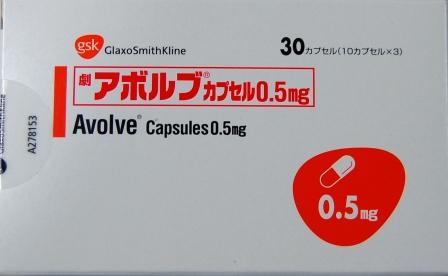 gsk GlaxoSmithKline
30カプセル(10カプセル×3)
劇 アボルブ®カプセル0.5mg
Avolve® Capsules 0.5mg
A278153
0.5mg